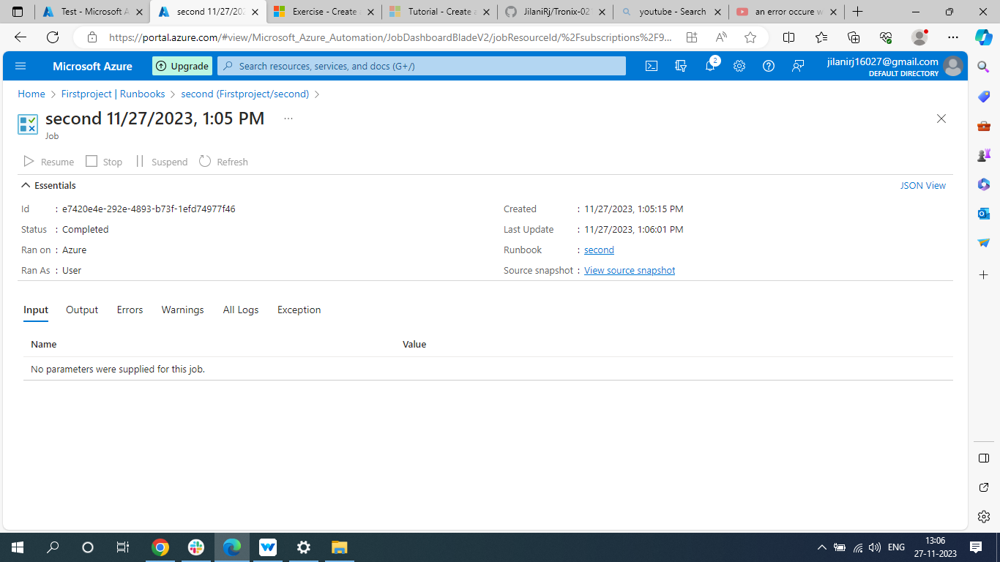 Test - Microsoft A
second 11/27/202
Exercise - Create
Tutorial - Create a
JilaniRj/Tronix-02
youtube - Search
an error occure w
https://portal.azure.com/#view/Microsoft_Azure_Automation/JobDashboardBladeV2/jobResourceId/%2Fsubscriptions%2F9...
Microsoft Azure
Upgrade
Search resources, services, and docs (G+/)
2
jilanirj16027@gmail.com
DEFAULT DIRECTORY
Home > Firstproject | Runbooks > second (Firstproject/second) >
second 11/27/2023, 1:05 PM ...
Job
Resume Stop Suspend Refresh
Essentials
JSON View
Id : e7420e4e-292e-4893-b73f-1efd74977f46
Status : Completed
Ran on : Azure
Ran As : User
Created : 11/27/2023, 1:05:15 PM
Last Update : 11/27/2023, 1:06:01 PM
Runbook : second
Source snapshot : View source snapshot
Input Output Errors Warnings All Logs Exception
Name Value
No parameters were supplied for this job.
ENG
13:06
27-11-2023